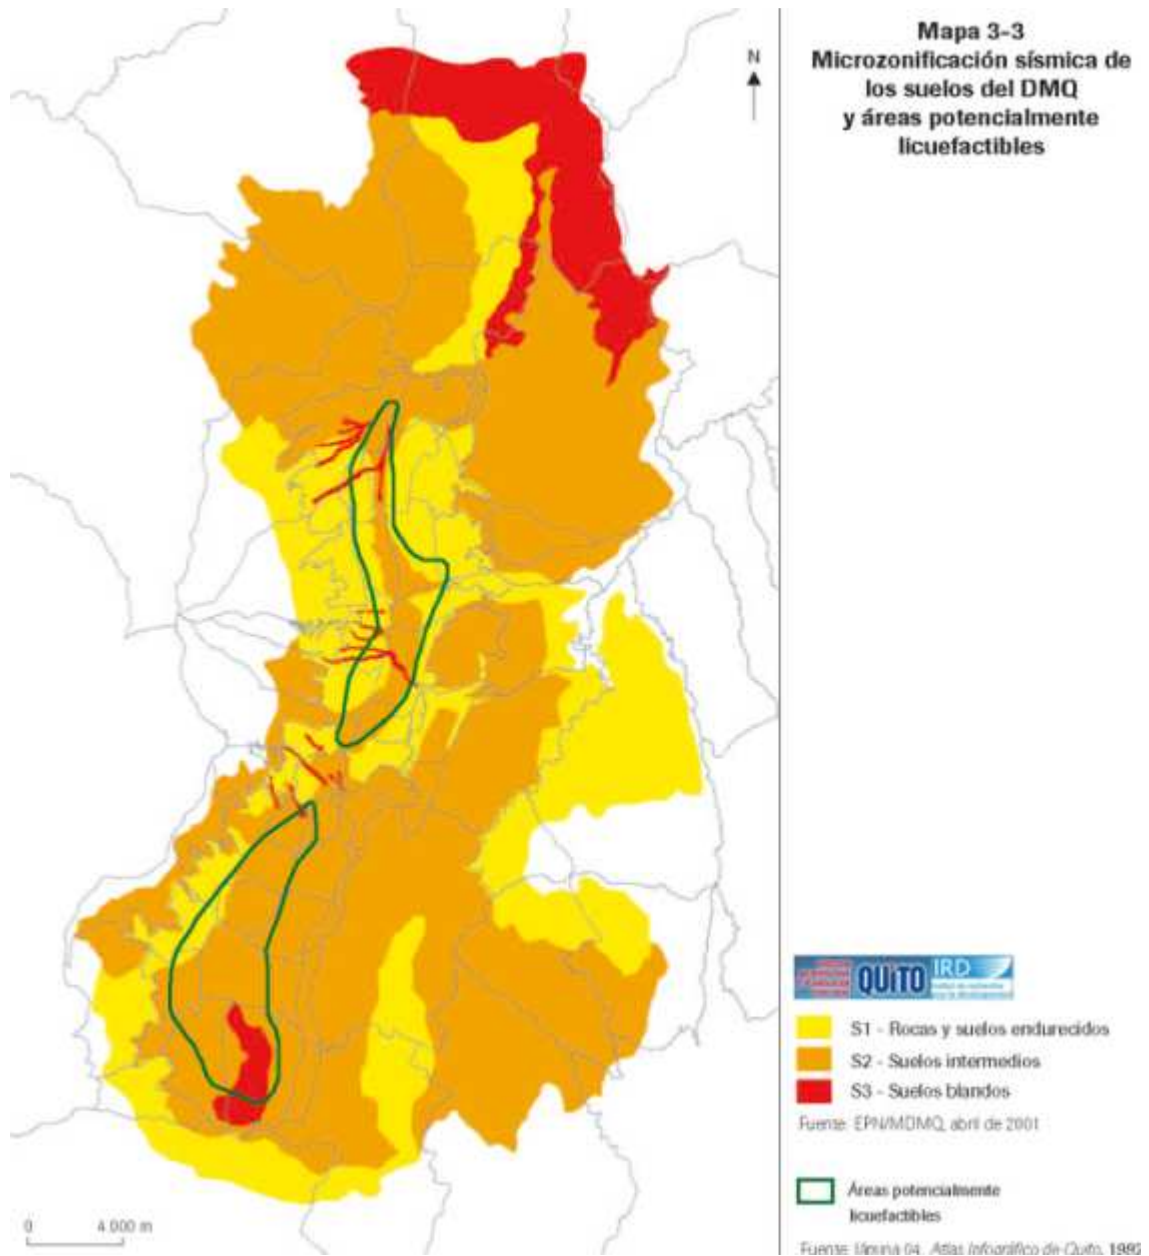 Mapa 3-3
Microzonificación sísmica de
los suelos del DMQ
y áreas potencialmente
licuefactibles
N
QUiTO
IRD
S1 - Rocas y suelos endurecidos
S2 - Suelos intermedios
S3 - Suelos blandos
Fuente: EPN/MDMQ, abril de 2001
Áreas potencialmente
licuefactibles
Fuente: lámina 04, Atlas Infográfico de Quito, 1992
0 4 000 m